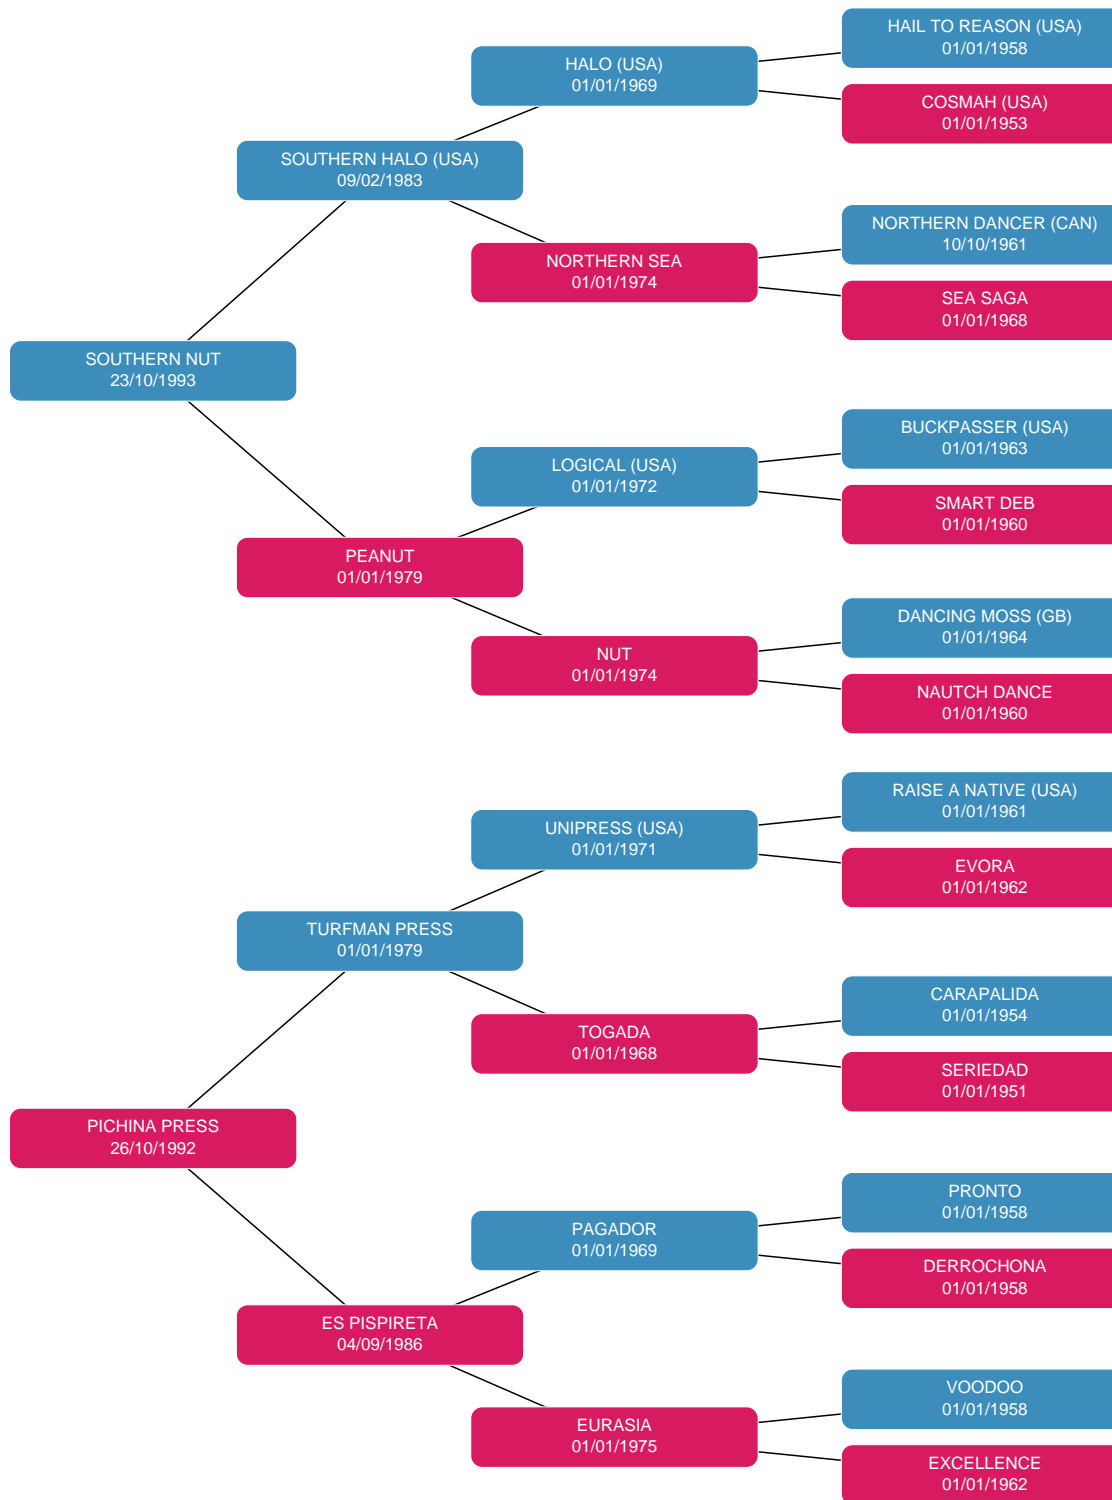 HAIL TO REASON (USA)
01/01/1958
HALO (USA)
01/01/1969
COSMAH (USA)
01/01/1953
SOUTHERN HALO (USA)
09/02/1983
NORTHERN DANCER (CAN)
10/10/1961
NORTHERN SEA
01/01/1974
SEA SAGA
01/01/1968
SOUTHERN NUT
23/10/1993
BUCKPASSER (USA)
01/01/1963
LOGICAL (USA)
01/01/1972
SMART DEB
01/01/1960
PEANUT
01/01/1979
DANCING MOSS (GB)
01/01/1964
NUT
01/01/1974
NAUTCH DANCE
01/01/1960
RAISE A NATIVE (USA)
01/01/1961
UNIPRESS (USA)
01/01/1971
EVORA
01/01/1962
TURFMAN PRESS
01/01/1979
CARAPALIDA
01/01/1954
TOGADA
01/01/1968
SERIEDAD
01/01/1951
PICHINA PRESS
26/10/1992
PRONTO
01/01/1958
PAGADOR
01/01/1969
DERROCHONA
01/01/1958
ES PISPIRETA
04/09/1986
VOODOO
01/01/1958
EURASIA
01/01/1975
EXCELLENCE
01/01/1962